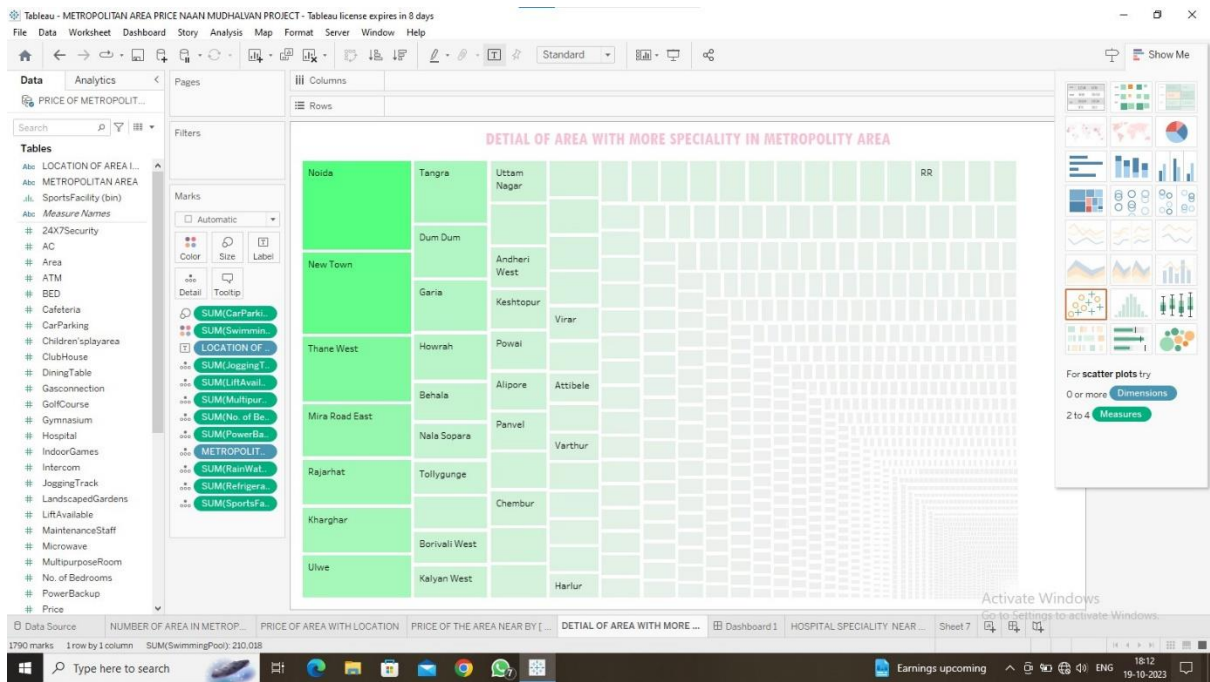 Tableau - METROPOLITAN AREA PRICE NAAN MUDHALVAN PROJECT - Tableau license expires in 8 days
File Data Worksheet Dashboard Story Analysis Map Format Server Window Help
Standard
Show Me
Data Analytics
PRICE OF METROPOLIT...
Search
Tables
Abc LOCATION OF AREA I...
Abc METROPOLITAN AREA
SportsFacility (bin)
Abc Measure Names
# 24X7Security
# AC
# Area
# ATM
# BED
# Cafeteria
# CarParking
# Children'splayarea
# ClubHouse
# DiningTable
# Gasconnection
# GolfCourse
# Gymnasium
# Hospital
# IndoorGames
# Intercom
# JoggingTrack
# LandscapedGardens
# LiftAvailable
# MaintenanceStaff
# Microwave
# MultipurposeRoom
# No. of Bedrooms
# PowerBackup
# Price
Pages
Filters
Marks
Automatic
Color Size Label
Detail Tooltip
SUM(CarParki..
SUM(Swimmin..
LOCATION OF ..
SUM(JoggingT..
SUM(LiftAvail..
SUM(Multipur..
SUM(No. of Be..
SUM(PowerBa..
METROPOLIT..
SUM(RainWat..
SUM(Refrigera..
SUM(SportsFa..
Columns
Rows
DETIAL OF AREA WITH MORE SPECIALITY IN METROPOLITY AREA
Noida
New Town
Thane West
Mira Road East
Rajarhat
Kharghar
Ulwe
Tangra
Dum Dum
Garia
Howrah
Behala
Nala Sopara
Tollygunge
Borivali West
Kalyan West
Uttam
Nagar
Andheri
West
Keshtopur
Powai
Alipore
Panvel
Chembur
Virar
Attibele
Varthur
Harlur
RR
For scatter plots try
0 or more Dimensions
2 to 4 Measures
Activate Windows
Go to Settings to activate Windows.
Data Source NUMBER OF AREA IN METROP... PRICE OF AREA WITH LOCATION PRICE OF THE AREA NEAR BY [ ... DETIAL OF AREA WITH MORE ... Dashboard 1 HOSPITAL SPECIALITY NEAR ... Sheet 7
1790 marks 1 row by 1 column SUM(SwimmingPool): 210,018
Type here to search
Earnings upcoming
ENG
18:12
19-10-2023